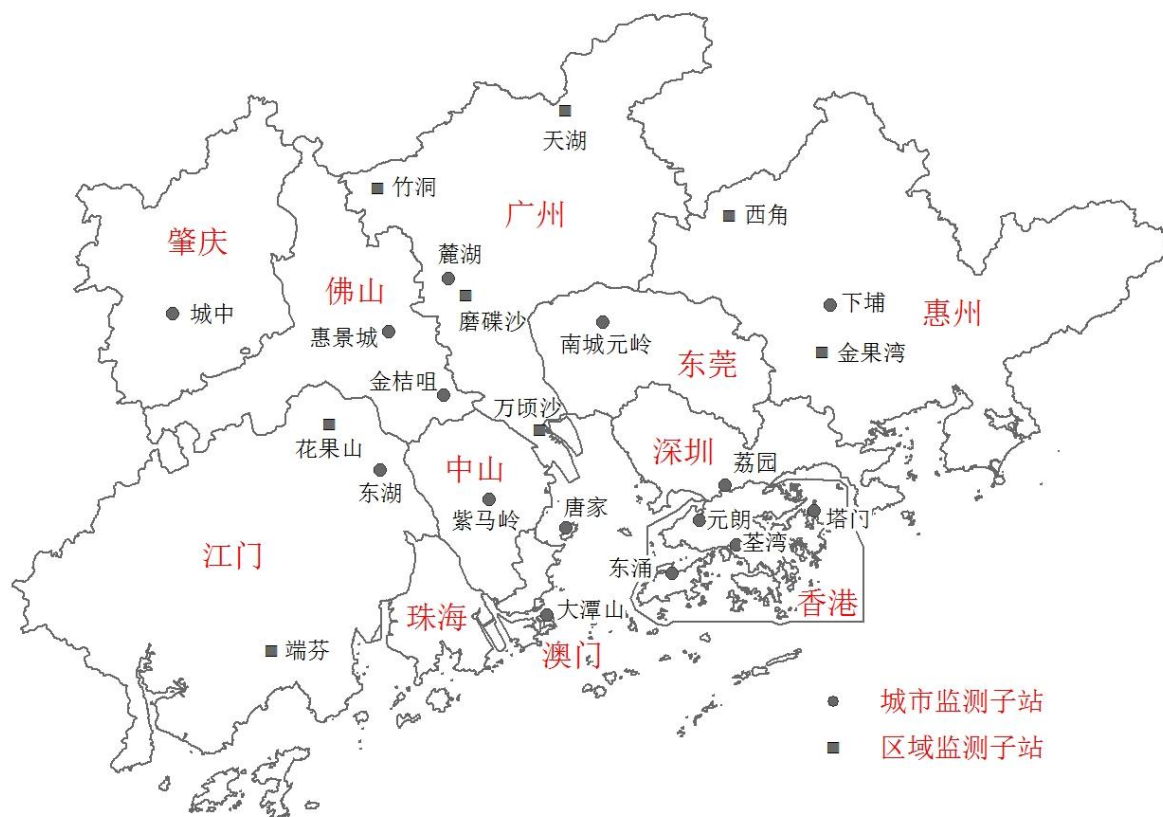 天湖
竹洞
广州
西角
肇庆
麓湖
佛山
磨碟沙
城中
惠景城
南城元岭
下埔
惠州
东莞
金果湾
金桔咀
万顷沙
花果山
中山
深圳
荔园
东湖
紫马岭
唐家
元朗
塔门
荃湾
江门
东涌
珠海
大潭山
香港
端芬
澳门
城市监测子站
区域监测子站